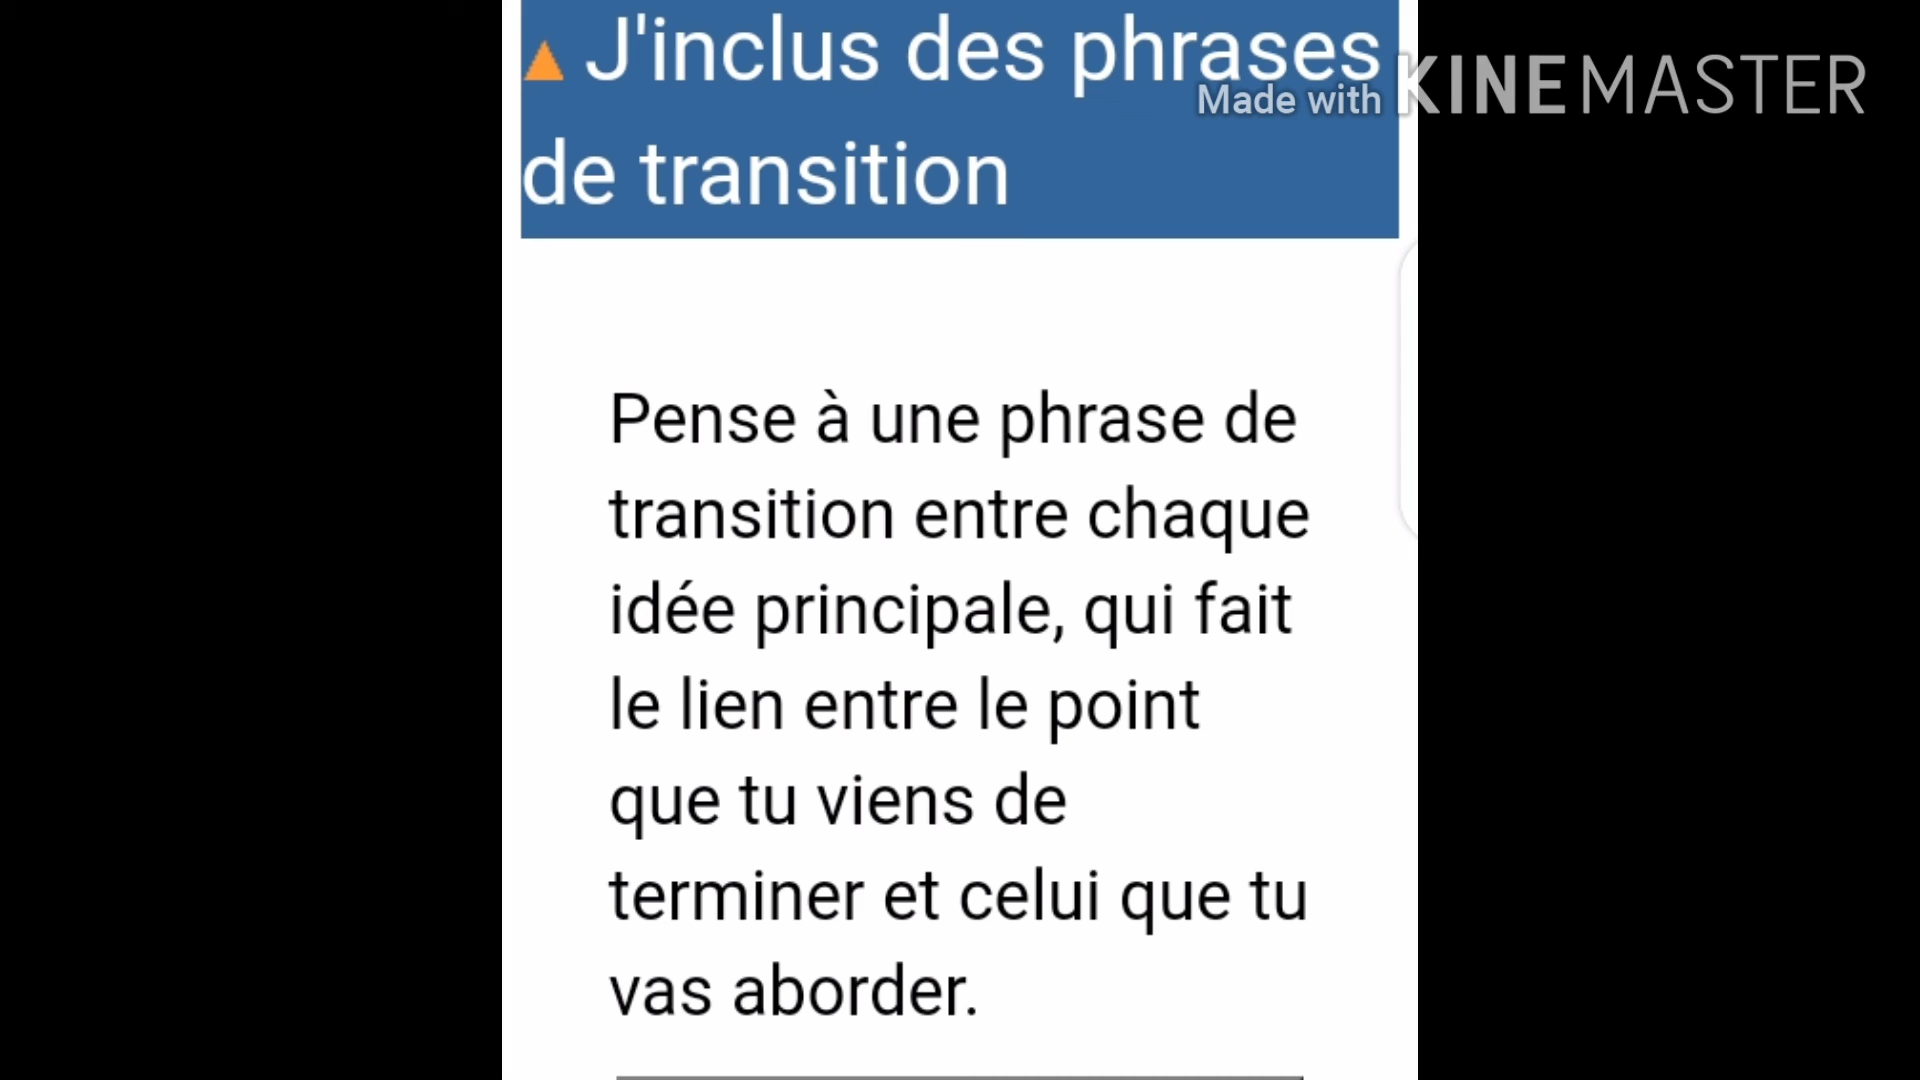 J'inclus des phrases
de transition
Made with KINEMASTER
Pense à une phrase de
transition entre chaque
idée principale, qui fait
le lien entre le point
que tu viens de
terminer et celui que tu
vas aborder.